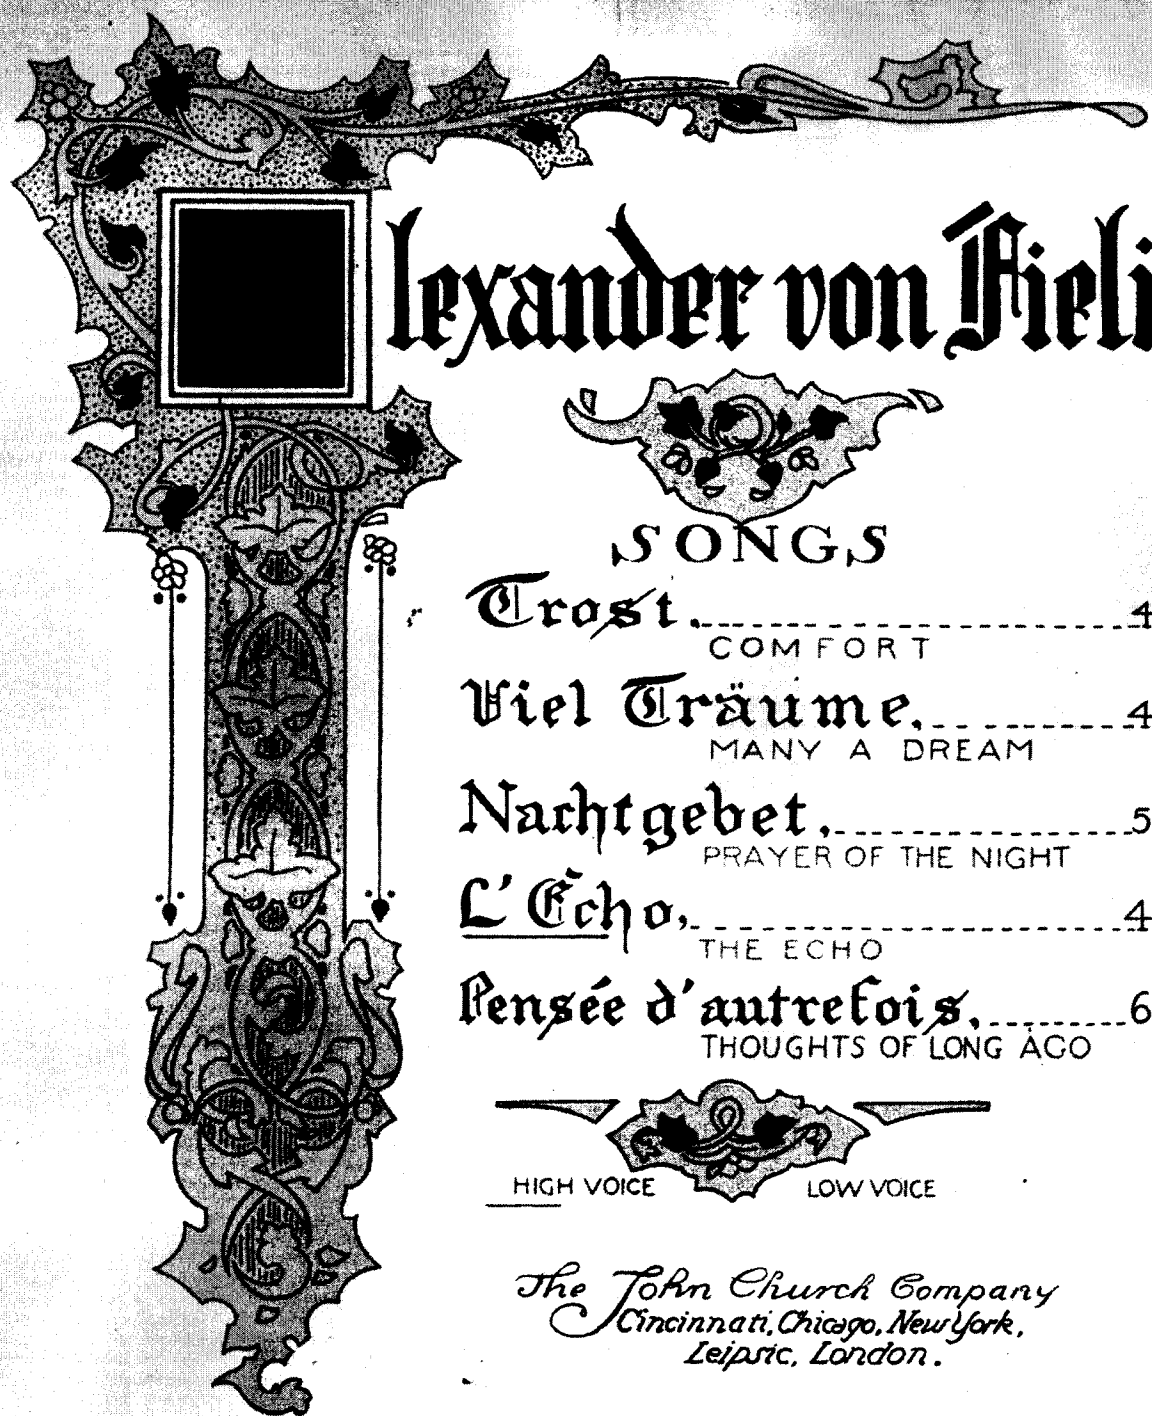 lexander von Fieli
SONGS
Trost, 4
COMFORT
Viel Träume, 4
MANY A DREAM
Nachtgebet, 5
PRAYER OF THE NIGHT
L'Écho, 4
THE ECHO
Pensée d'autrefois, 6
THOUGHTS OF LONG AGO
HIGH VOICE LOW VOICE
The John Church Company
Cincinnati, Chicago, New York,
Leipsic, London.